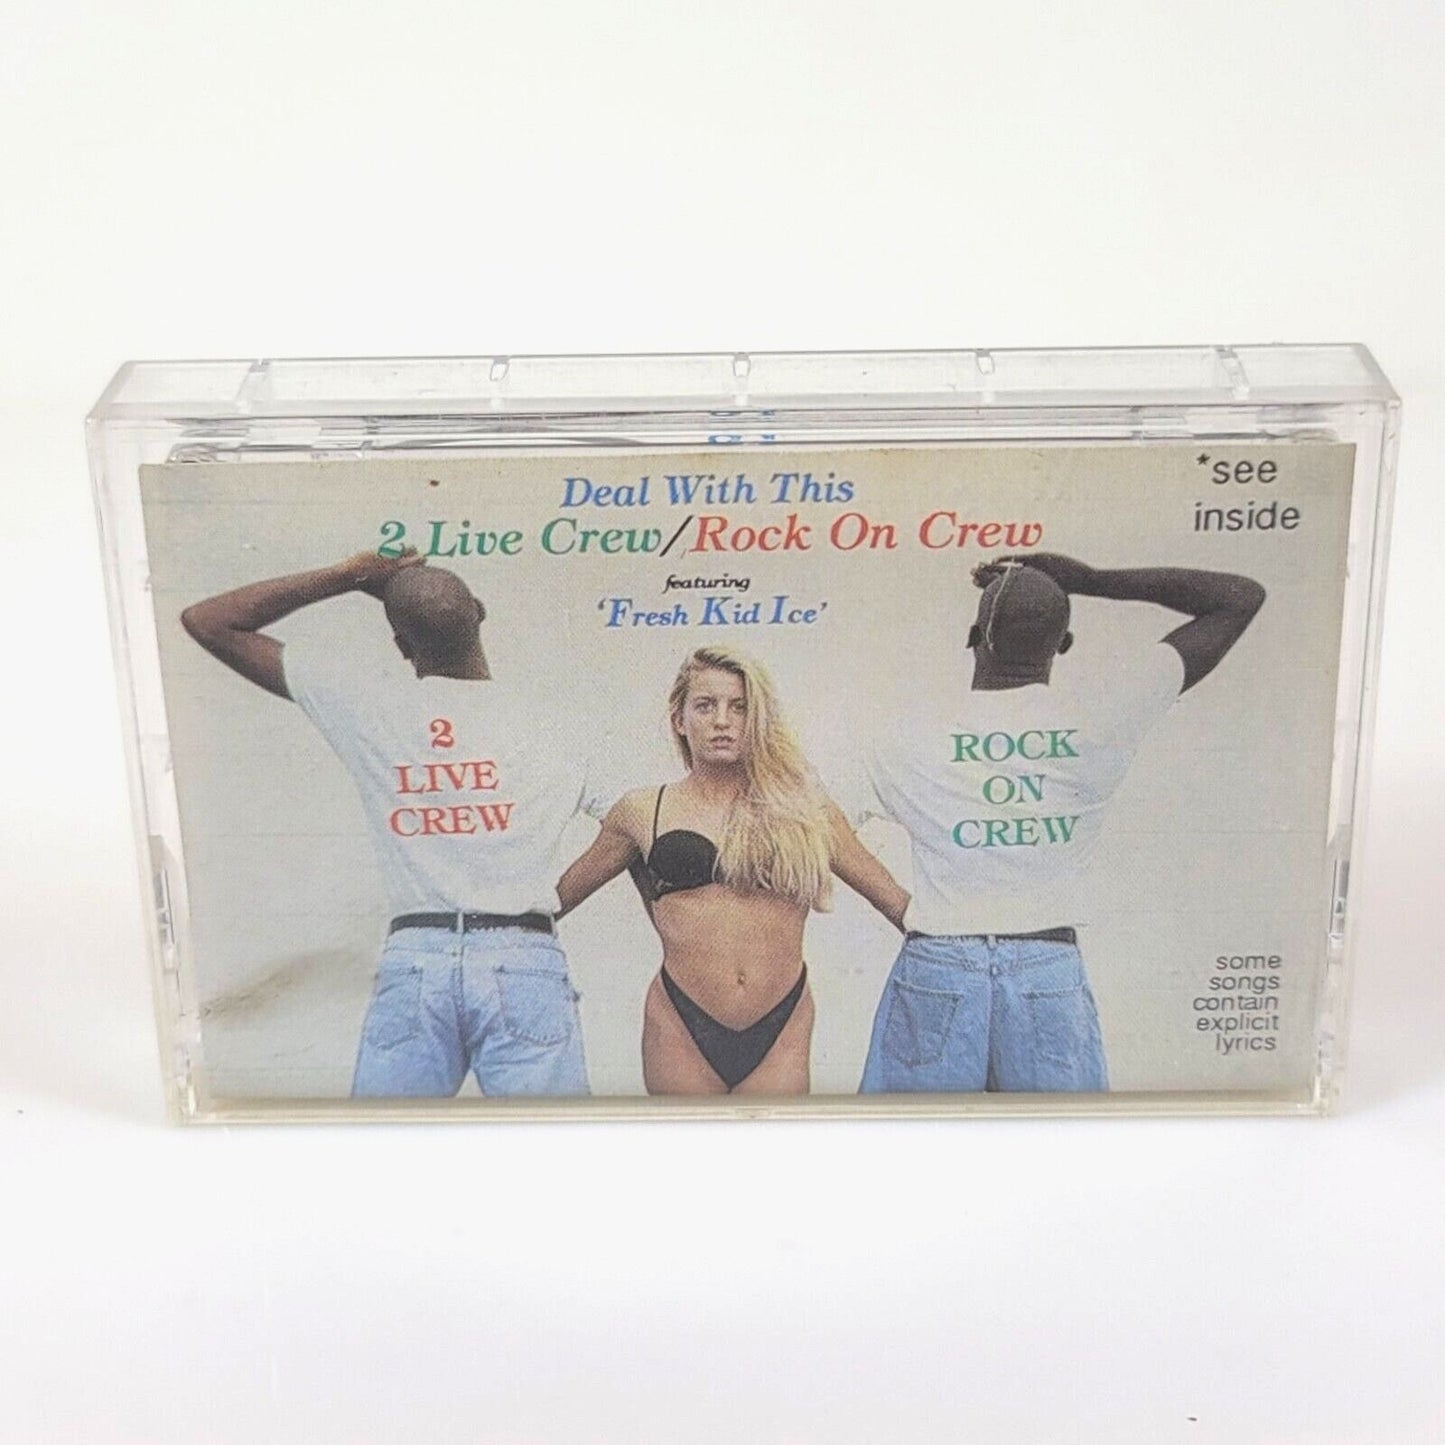 Deal With This
2 Live Crew/Rock On Crew
featuring
'Fresh Kid Ice'
*see
inside
2
LIVE
CREW
ROCK
ON
CREW
some
songs
contain
explicit
lyrics